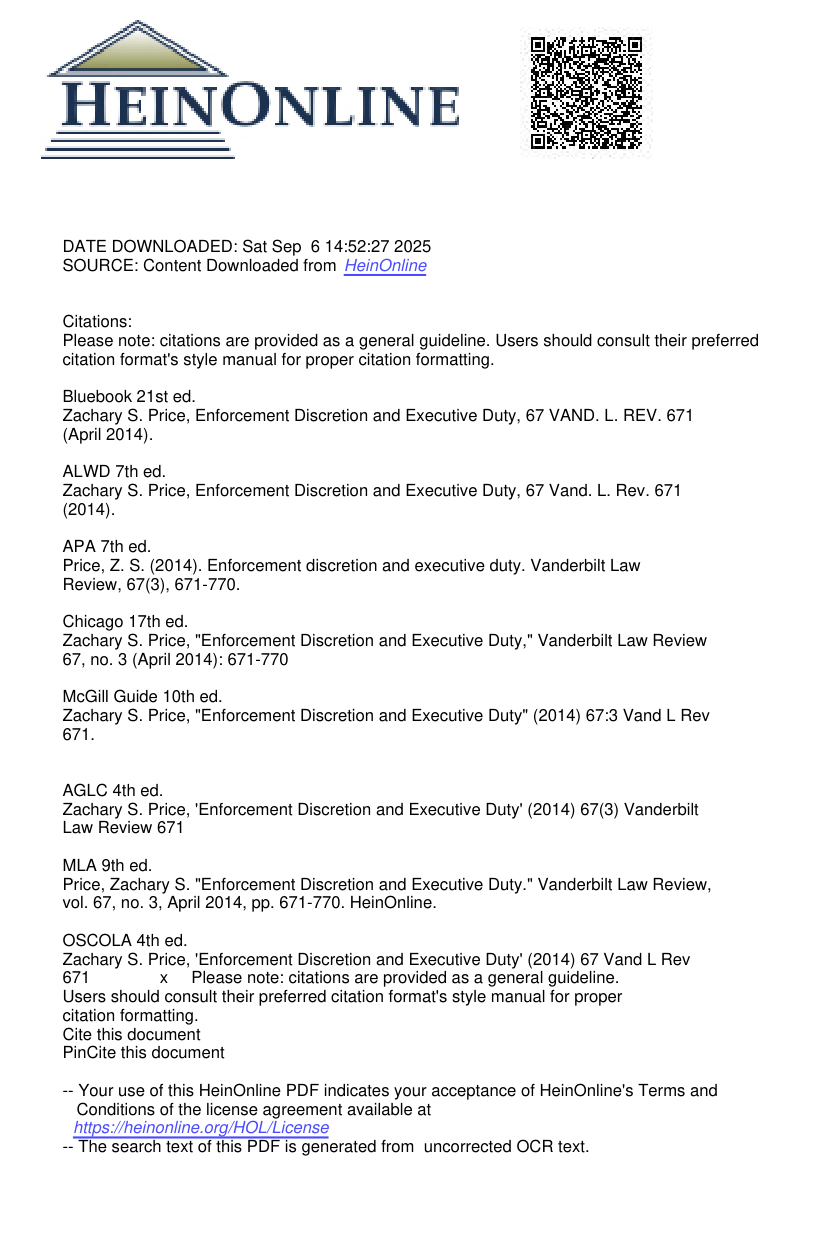 HEINONLINE
DATE DOWNLOADED: Sat Sep 6 14:52:27 2025
SOURCE: Content Downloaded from HeinOnline
Citations:
Please note: citations are provided as a general guideline. Users should consult their preferred
citation format's style manual for proper citation formatting.
Bluebook 21st ed.
Zachary S. Price, Enforcement Discretion and Executive Duty, 67 VAND. L. REV. 671
(April 2014).
ALWD 7th ed.
Zachary S. Price, Enforcement Discretion and Executive Duty, 67 Vand. L. Rev. 671
(2014).
APA 7th ed.
Price, Z. S. (2014). Enforcement discretion and executive duty. Vanderbilt Law
Review, 67(3), 671-770.
Chicago 17th ed.
Zachary S. Price, "Enforcement Discretion and Executive Duty," Vanderbilt Law Review
67, no. 3 (April 2014): 671-770
McGill Guide 10th ed.
Zachary S. Price, "Enforcement Discretion and Executive Duty" (2014) 67:3 Vand L Rev
671.
AGLC 4th ed.
Zachary S. Price, 'Enforcement Discretion and Executive Duty' (2014) 67(3) Vanderbilt
Law Review 671
MLA 9th ed.
Price, Zachary S. "Enforcement Discretion and Executive Duty." Vanderbilt Law Review,
vol. 67, no. 3, April 2014, pp. 671-770. HeinOnline.
OSCOLA 4th ed.
Zachary S. Price, 'Enforcement Discretion and Executive Duty' (2014) 67 Vand L Rev
671 x Please note: citations are provided as a general guideline.
Users should consult their preferred citation format's style manual for proper
citation formatting.
Cite this document
PinCite this document
-- Your use of this HeinOnline PDF indicates your acceptance of HeinOnline's Terms and
Conditions of the license agreement available at
https://heinonline.org/HOL/License
-- The search text of this PDF is generated from uncorrected OCR text.